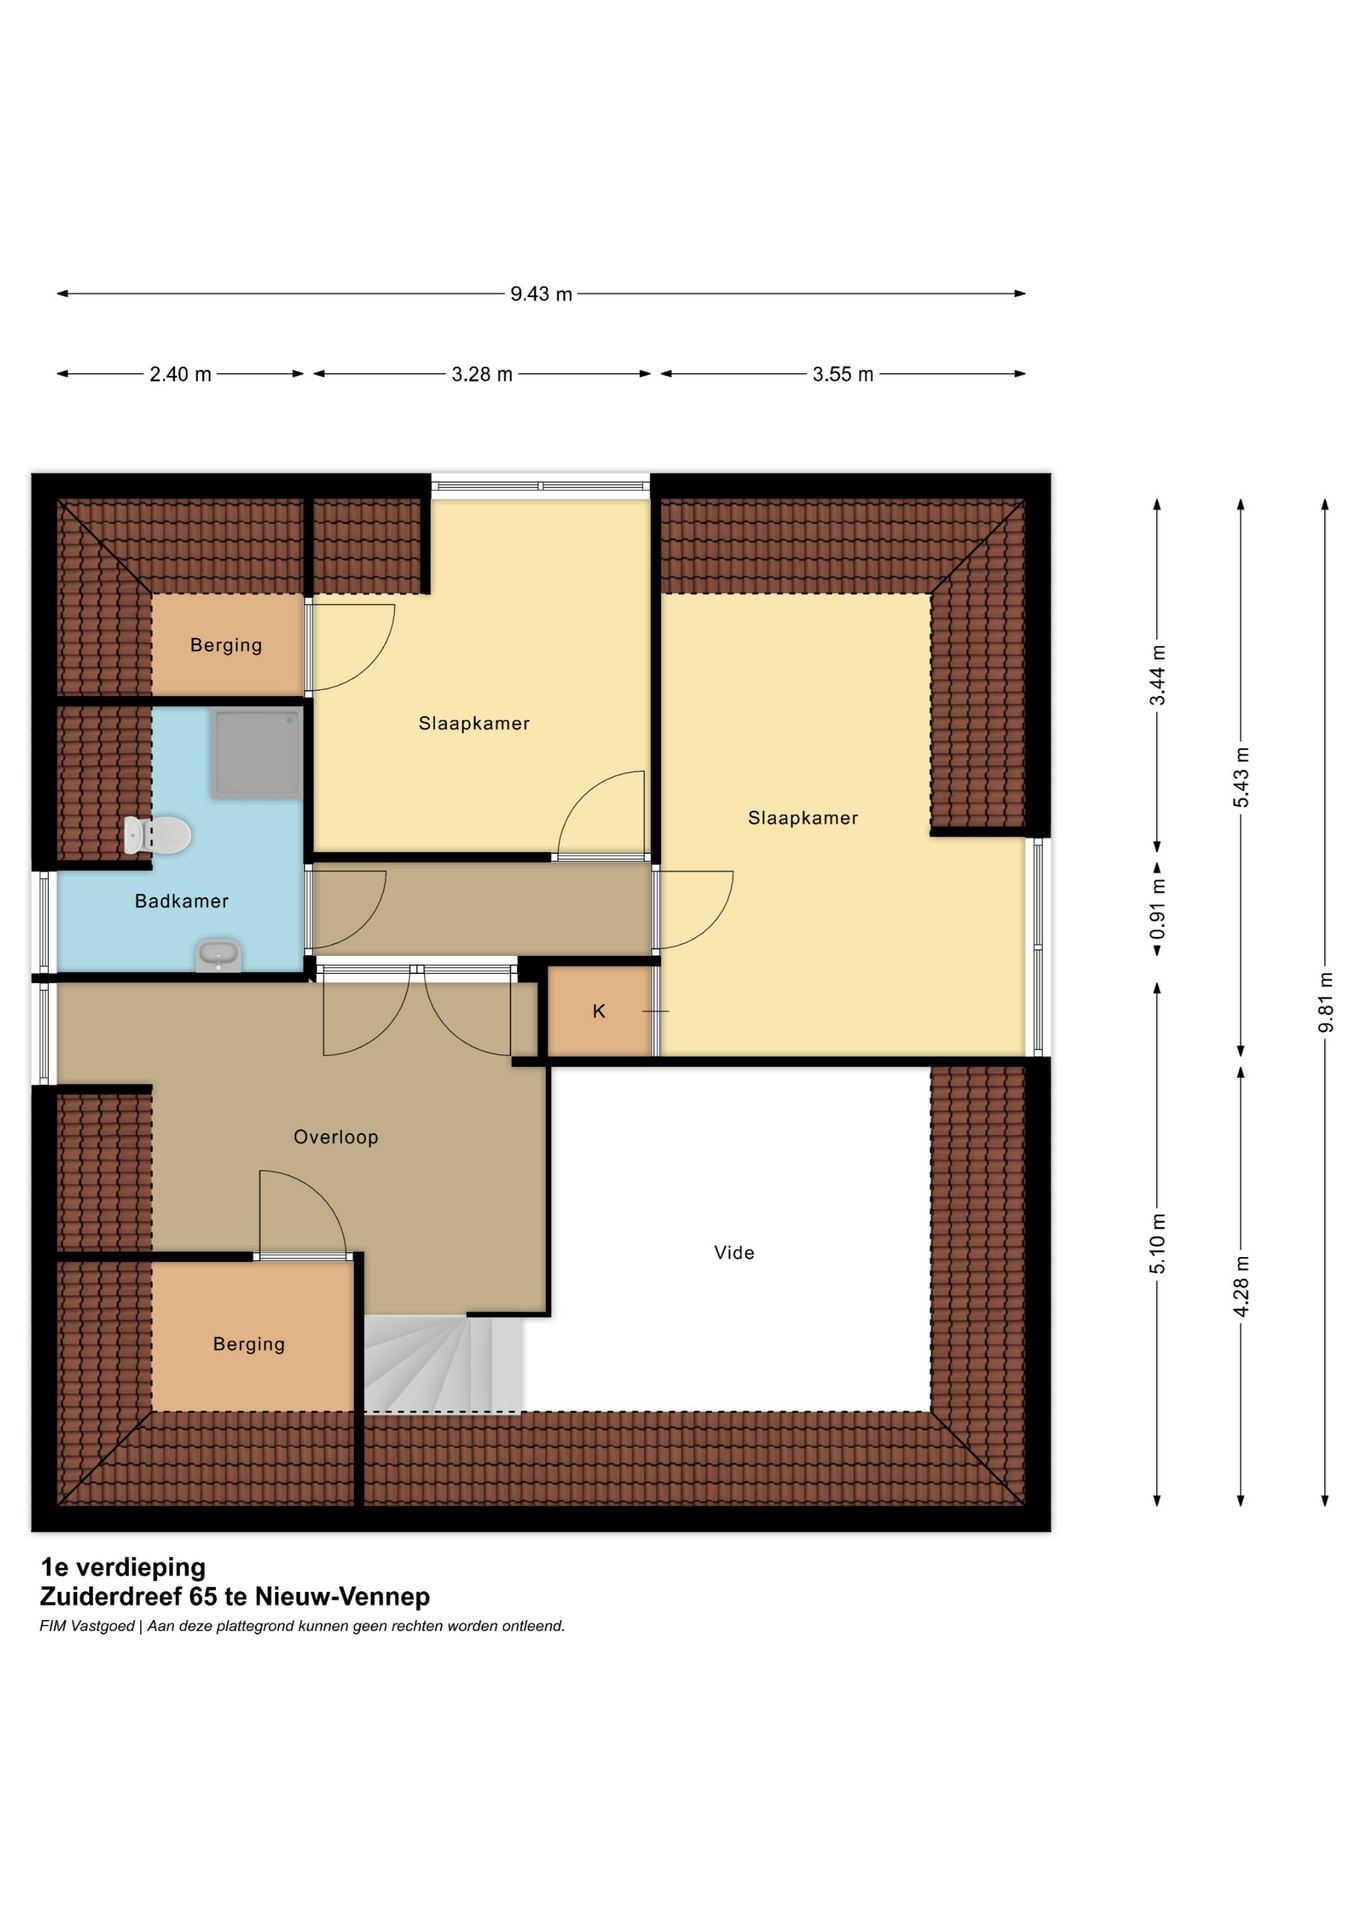 9.43 m
2.40 m
3.28 m
3.55 m
Berging
Slaapkamer
3.44 m
5.43 m
Slaapkamer
Badkamer
0.91 m
K
9.81 m
Overloop
Vide
5.10 m
4.28 m
Berging
1e verdieping
Zuiderdreef 65 te Nieuw-Vennep
FIM Vastgoed | Aan deze plattegrond kunnen geen rechten worden ontleend.